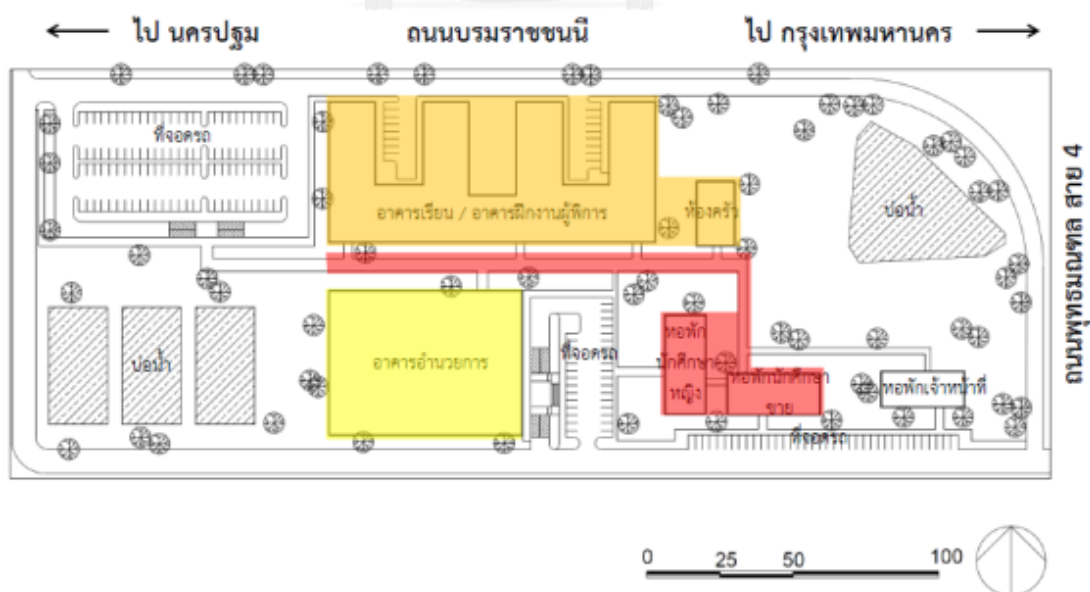 ไป นครปฐม
ถนนบรมราชชนนี
ไป กรุงเทพมหานคร
ที่จอดรถ
อาคารเรียน / อาคารฝึกงานผู้พิการ
ห้องครัว
บ่อน้ำ
ถนนพุทธมณฑล สาย 4
บ่อน้ำ
อาคารอำนวยการ
ที่จอดรถ
หอพัก
นักศึกษา
หญิง
หอพักนักศึกษา
ชาย
หอพักเจ้าหน้าที่
ที่จอดรถ
0 25 50 100